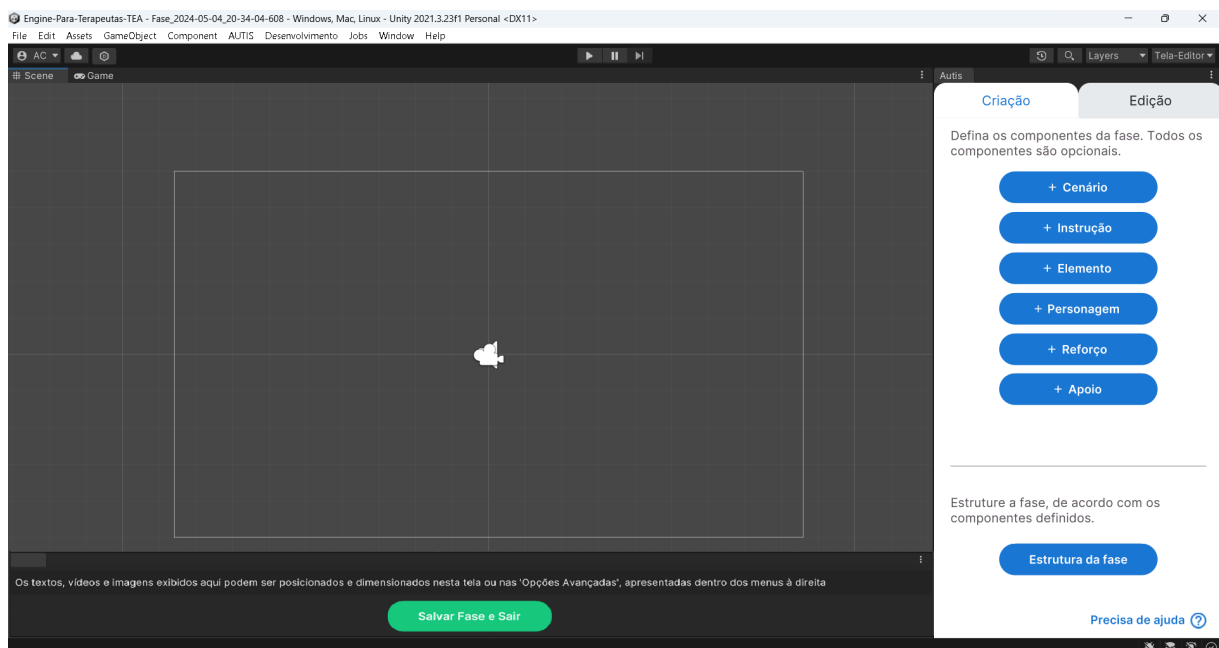 Engine-Para-Terapeutas-TEA - Fase_2024-05-04_20-34-04-608 - Windows, Mac, Linux - Unity 2021.3.23f1 Personal <DX11>
File Edit Assets GameObject Component AUTIS Desenvolvimento Jobs Window Help
AC Layers Tela-Editor
Scene Game Autis
Criação Edição
Defina os componentes da fase. Todos os
componentes são opcionais.
+ Cenário
+ Instrução
+ Elemento
+ Personagem
+ Reforço
+ Apoio
Estruture a fase, de acordo com os
componentes definidos.
Estrutura da fase
Os textos, vídeos e imagens exibidos aqui podem ser posicionados e dimensionados nesta tela ou nas 'Opções Avançadas', apresentadas dentro dos menus à direita
Salvar Fase e Sair
Precisa de ajuda ?